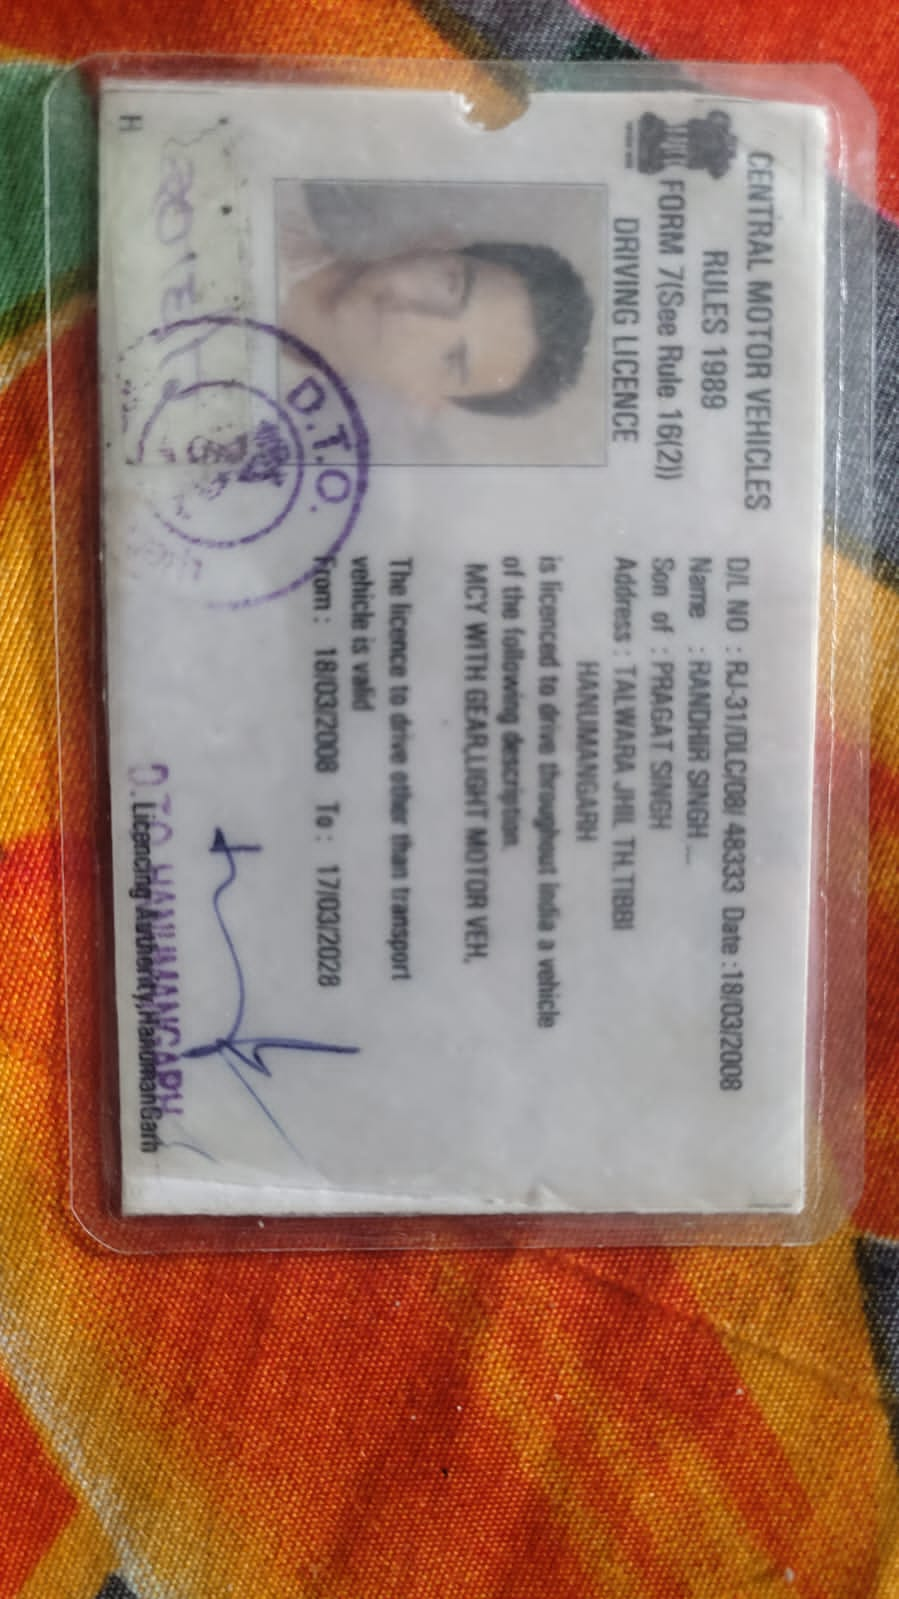 CENTRAL MOTOR VEHICLES
RULES 1989
FORM 7(See Rule 16(2))
DRIVING LICENCE
D.T.O.
H
D/L NO : RJ-31/DLC/08/ 48333 Date :18/03/2008
Name : RANDHIR SINGH
Son of : PRAGAT SINGH
Address : TALWARA JHIL TH.TIBBI
HANUMANGARH
is licenced to drive throughout india a vehicle
of the following description.
MCY WITH GEAR,LIGHT MOTOR VEH,
The licence to drive other than transport
vehicle is valid
From : 18/03/2008 To : 17/03/2028
D.T.O. HANUMANGARH
Licencing Authority,HanumanGarh